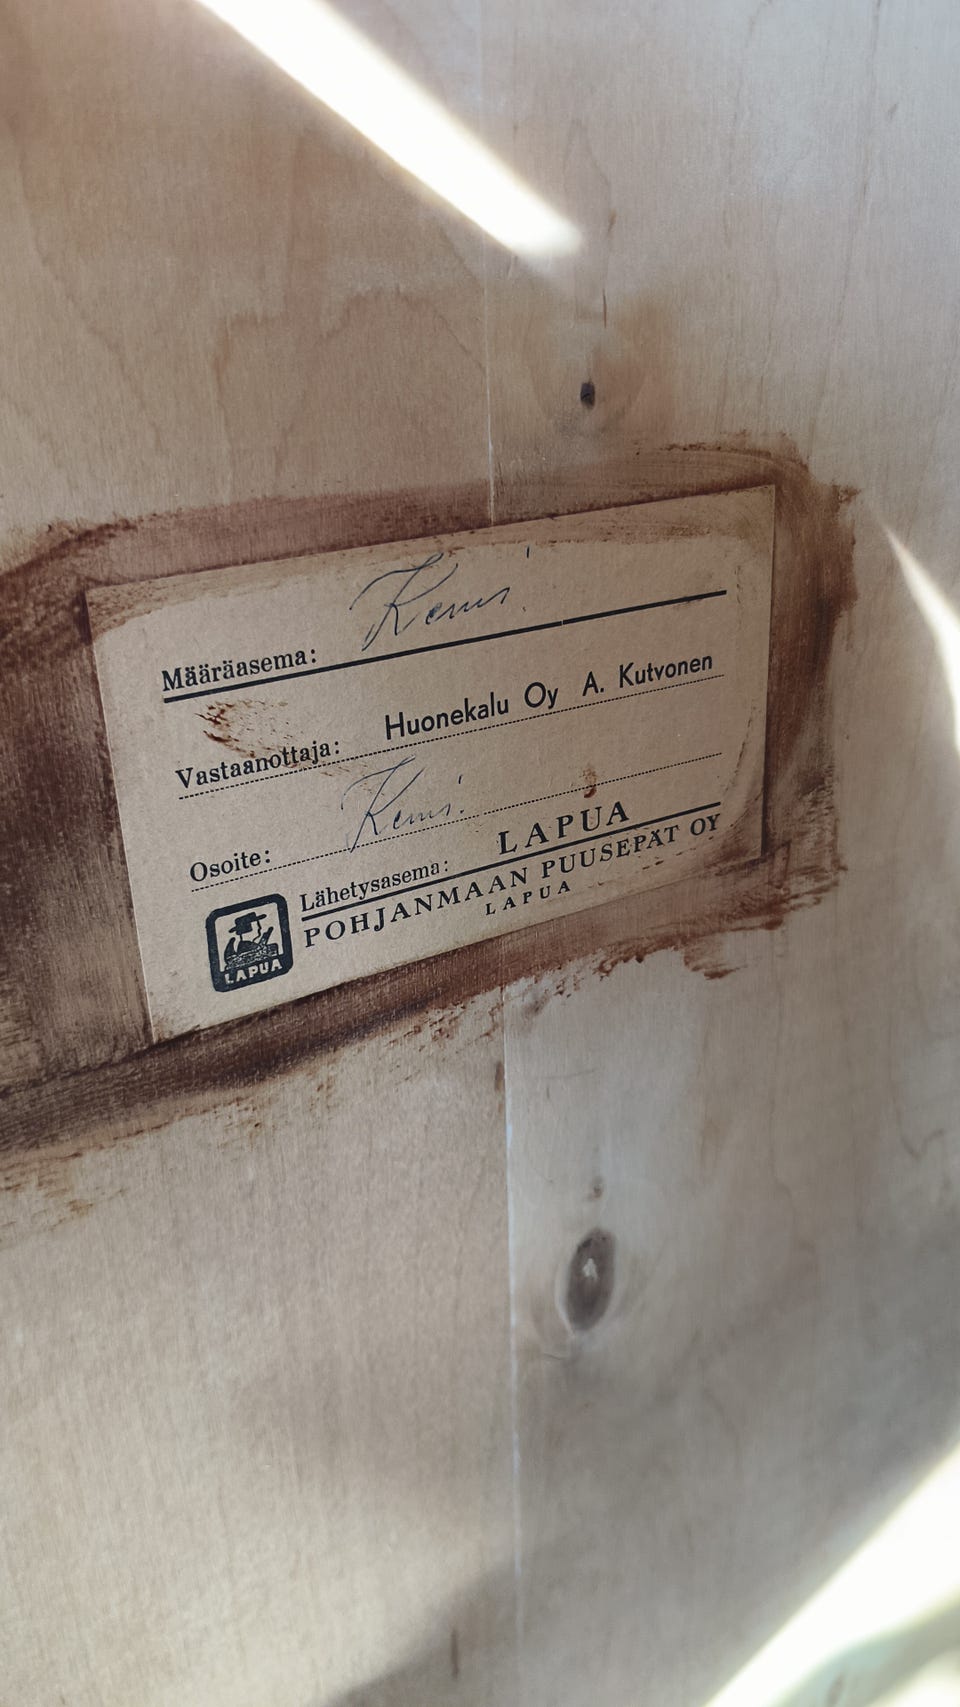 Määräasema: Kemi
Vastaanottaja: Huonekalu Oy A. Kutvonen
Osoite: Kemi.
Lähetysasema: LAPUA
POHJANMAAN PUUSEPÄT OY
LAPUA
LAPUA